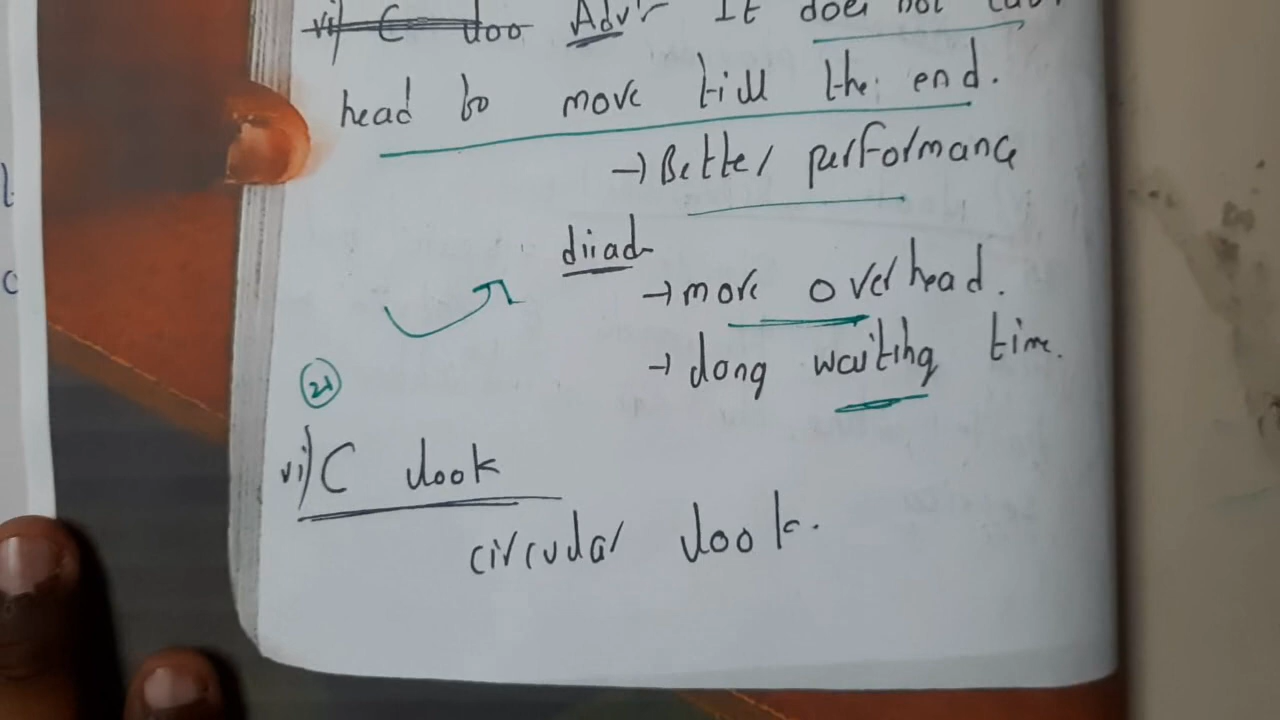 vi) C loo Adv: It does not
head to move till the end.
→ Better performance
disad
→ more overhead.
→ long waiting time.
21
vi) C look
circular look.